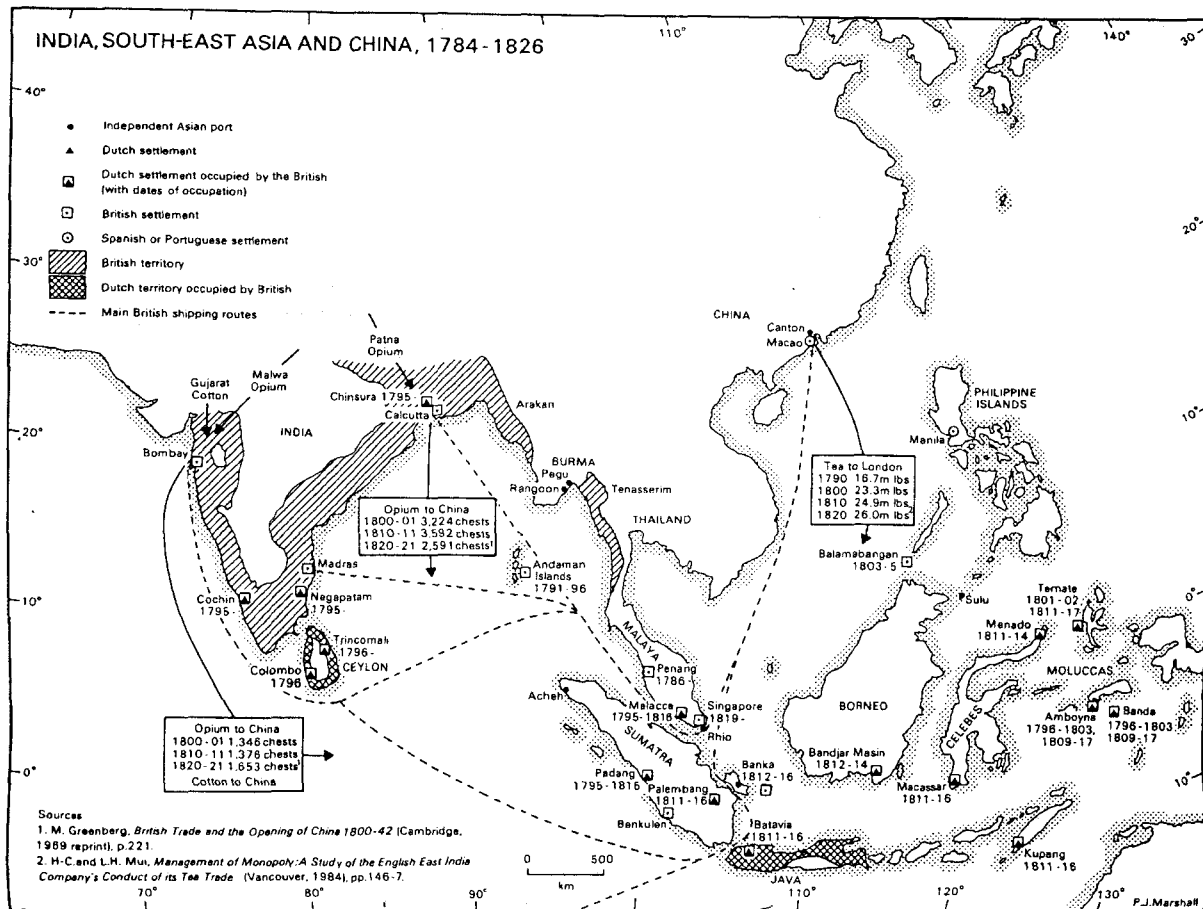 INDIA, SOUTH-EAST ASIA AND CHINA, 1784-1826
110°
140°
30°
40°
Independent Asian port
Dutch settlement
Dutch settlement occupied by the British
(with dates of occupation)
British settlement
Spanish or Portuguese settlement
British territory
Dutch territory occupied by British
Main British shipping routes
20°
30°
CHINA
Canton
Macao
Patna
Opium
Malwa
Opium
Gujarat
Cotton
Chinsura 1795-
Calcutta
Arakan
INDIA
PHILIPPINE
ISLANDS
Manila
10°
20°
Bombay
BURMA
Pegu
Rangoon
Tenasserim
THAILAND
Tea to London
1790 16.7m lbs
1800 23.3m lbs
1810 24.9m lbs
1820 26.0m lbs²
Opium to China
1800-01 3,224 chests
1810-11 3,592 chests
1820-21 2,591 chests¹
Madras
Andaman
Islands
1791-96
Balambangan
1803-5
Cochin
1795-
Negapatam
1795-
10°
0°
Sulu
Ternate
1801-02,
1811-17
Menado
1811-14
Trincomali
1796-
CEYLON
Colombo
1796
MALAYA
Penang
1786-
MOLUCCAS
Acheh
Malacca
1795-1818
Singapore
1819-
Rhio
BORNEO
CELEBES
Amboyna
1796-1803,
1809-17
Banda
1796-1803
1809-17
Opium to China
1800-01 1,346 chests
1810-11 1,376 chests
1820-21 1,653 chests¹
Cotton to China
SUMATRA
Padang
1795-1816
Palembang
1811-16
Banka
1812-16
Bandjar Masin
1812-14
Macassar
1811-16
0°
10°
Benkulen
Batavia
1811-16
Kupang
1811-16
JAVA
Sources
1. M. Greenberg, British Trade and the Opening of China 1800-42 (Cambridge,
1969 reprint), p.221.
2. H-C.and L.H. Mui, Management of Monopoly: A Study of the English East India
Company's Conduct of its Tea Trade (Vancouver, 1984), pp.146-7.
0 500
km
70°
80°
90°
100°
110°
120°
130°
P.J.Marshall